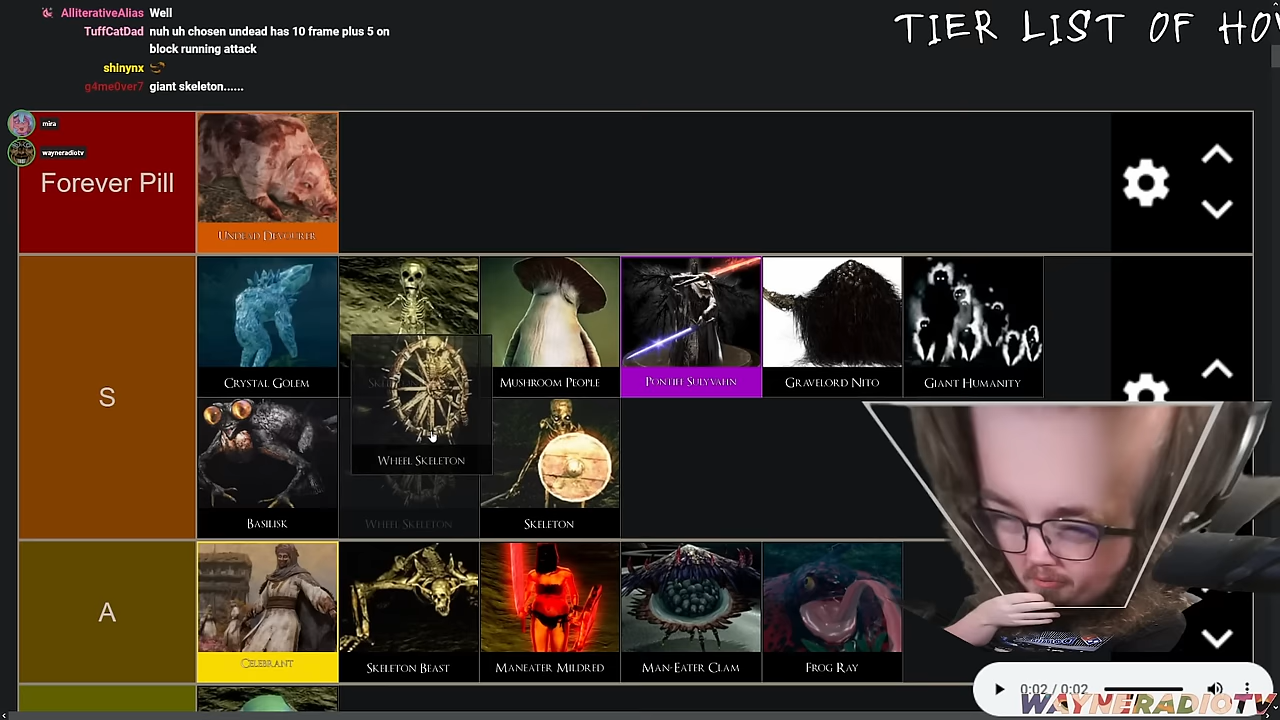 AlliterativeAlias Well
TuffCatDad nuh uh chosen undead has 10 frame plus 5 on
block running attack
shlnynx
g4me0ver7 giant skeleton......
TIER LIST OF HO
mira
wayneradiotv
Forever Pill
Undead Devourer
S
Crystal Golem
Mushroom People
Pontiff Sulyvahn
Gravelord Nito
Giant Humanity
Wheel Skeleton
Basilisk
Wheel Skeleton
Skeleton
A
Celebrant
Skeleton Beast
Maneater Mildred
Man-Eater Clam
Frog Ray
0:02 / 0:02
WAYNERADIOTV